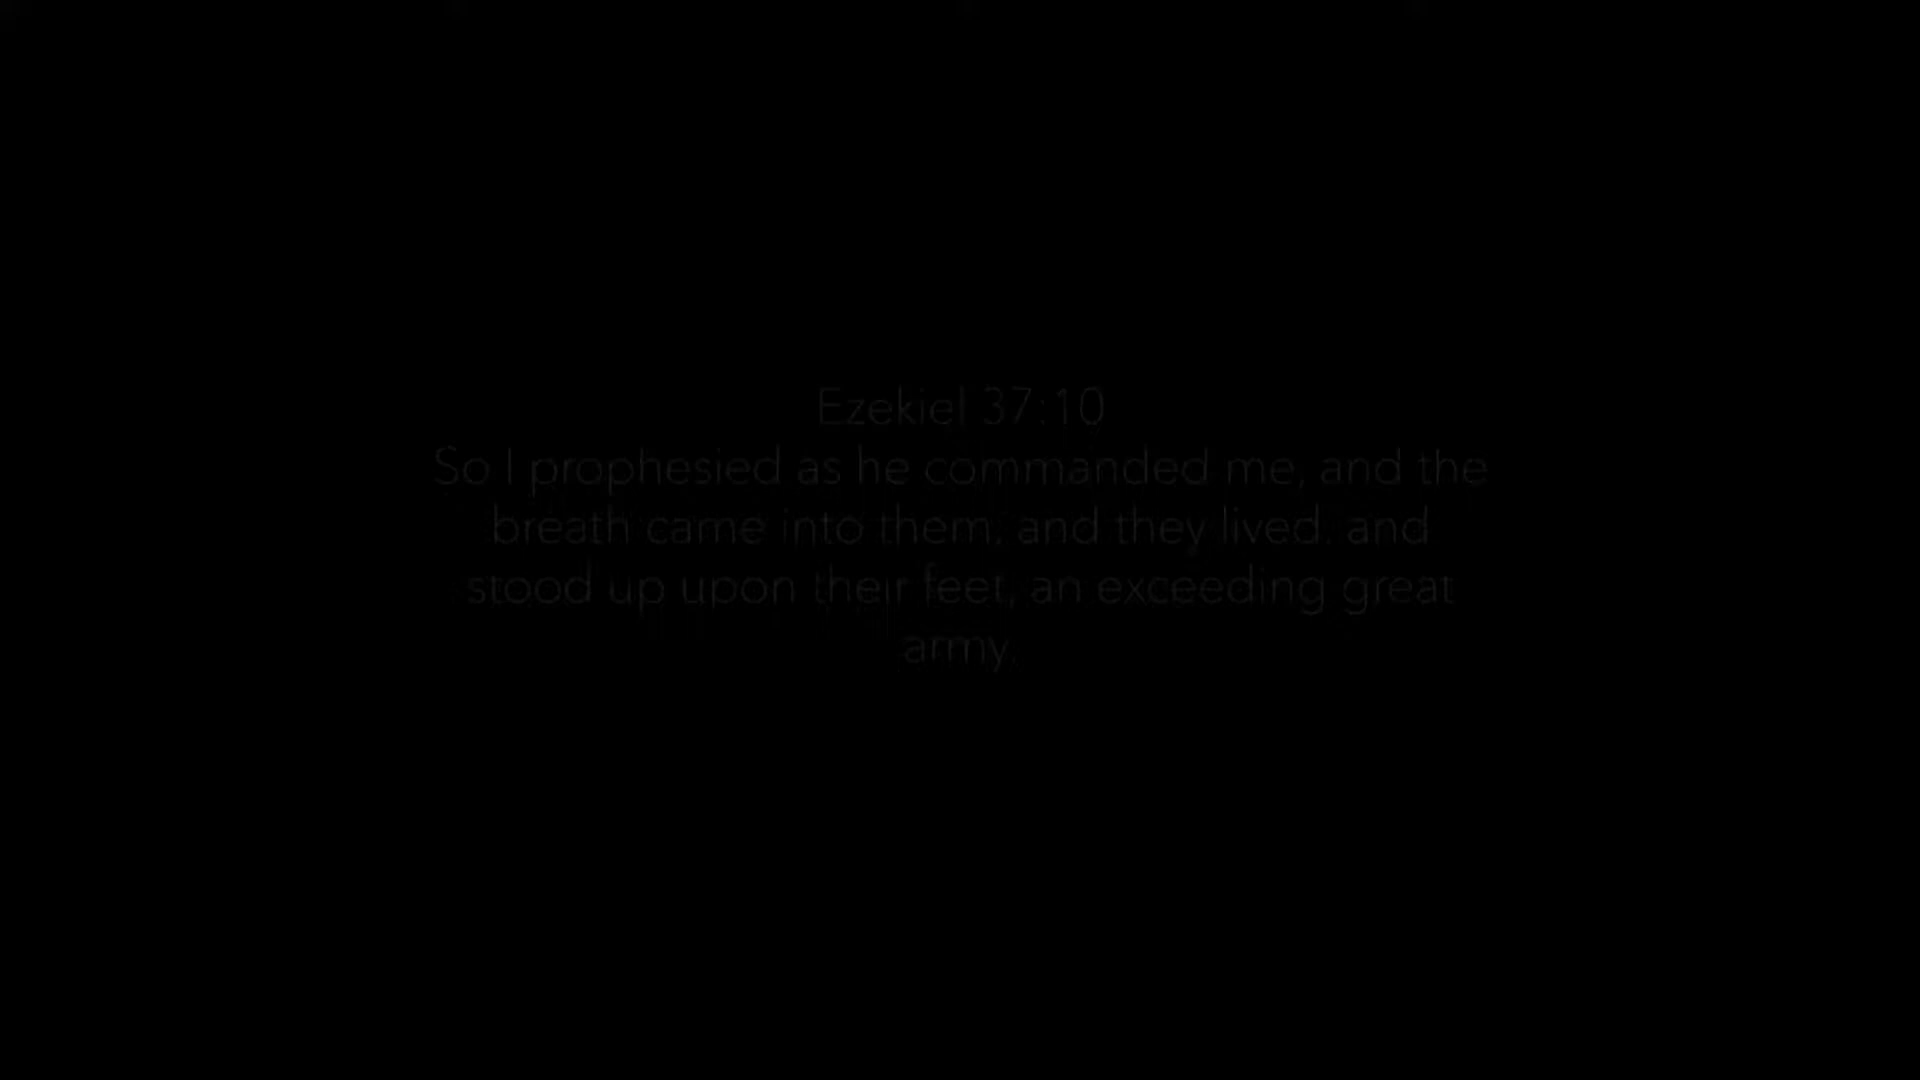 Ezekiel 37:10
So I prophesied as he commanded me, and the
breath came into them, and they lived, and
stood up upon their feet, an exceeding great
army.